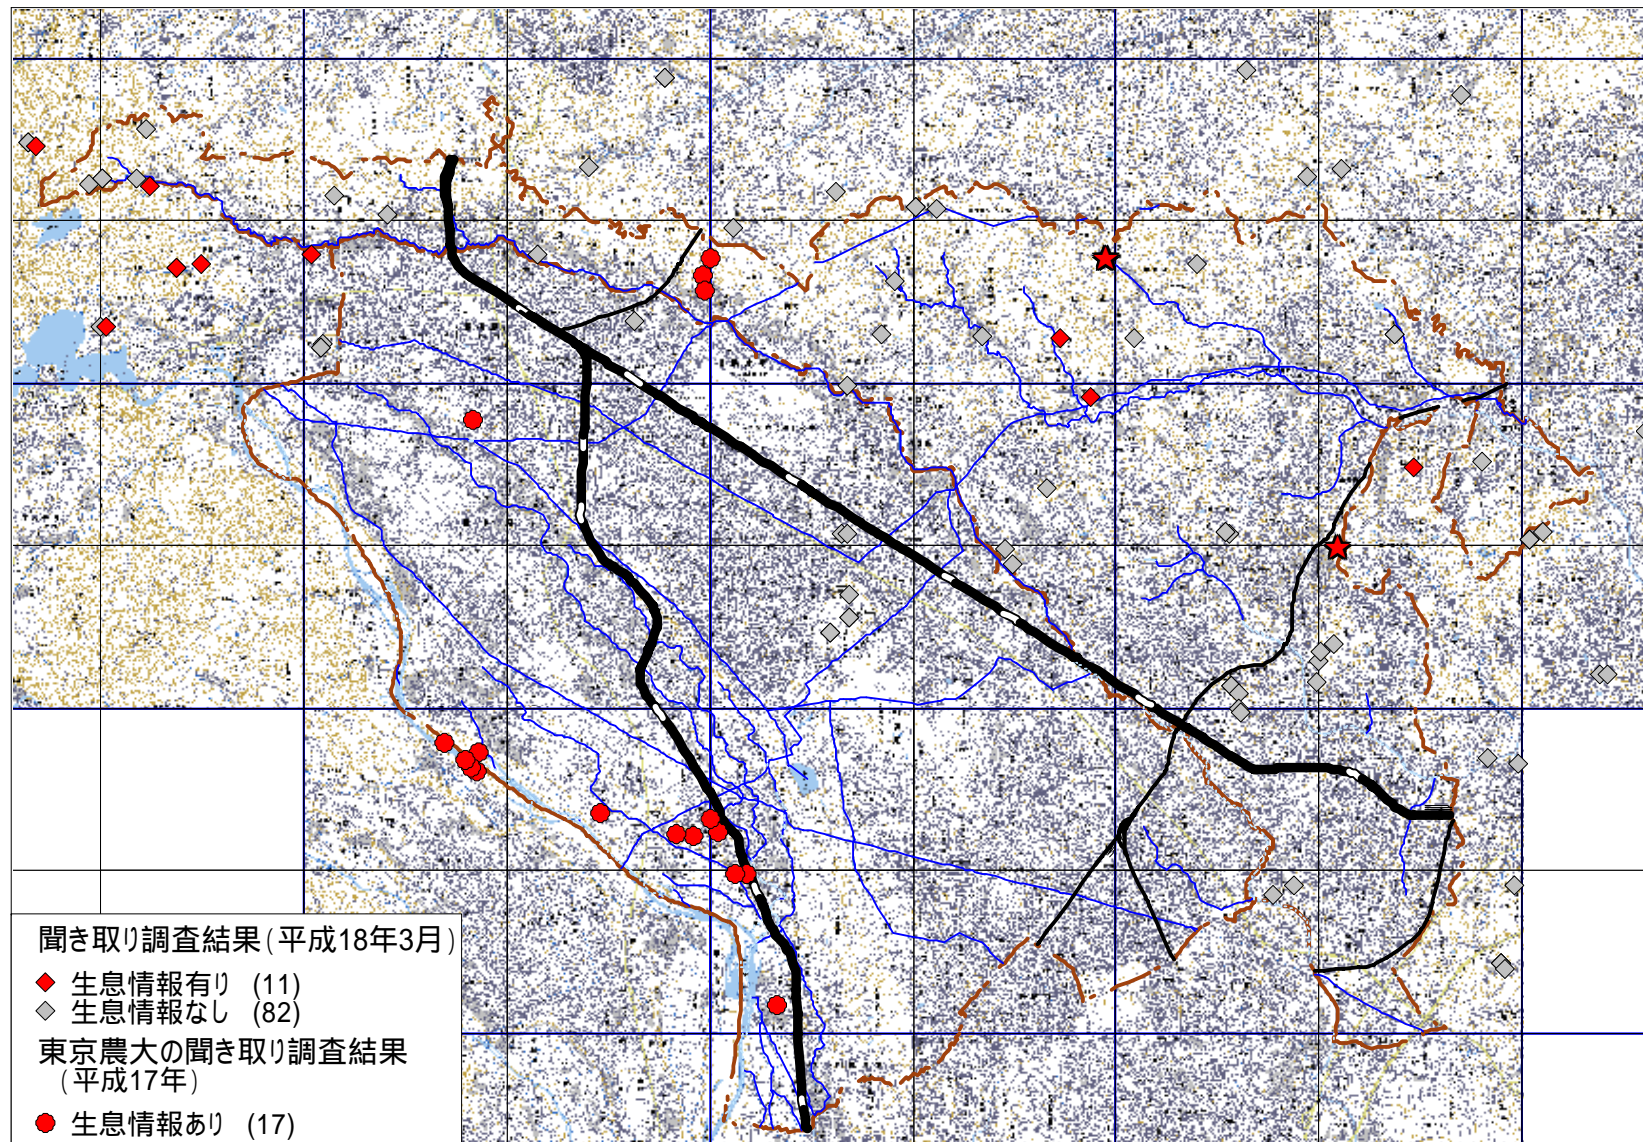 聞き取り調査結果(平成18年3月)
生息情報有り (11)
生息情報なし (82)
東京農大の聞き取り調査結果
(平成17年)
生息情報あり (17)